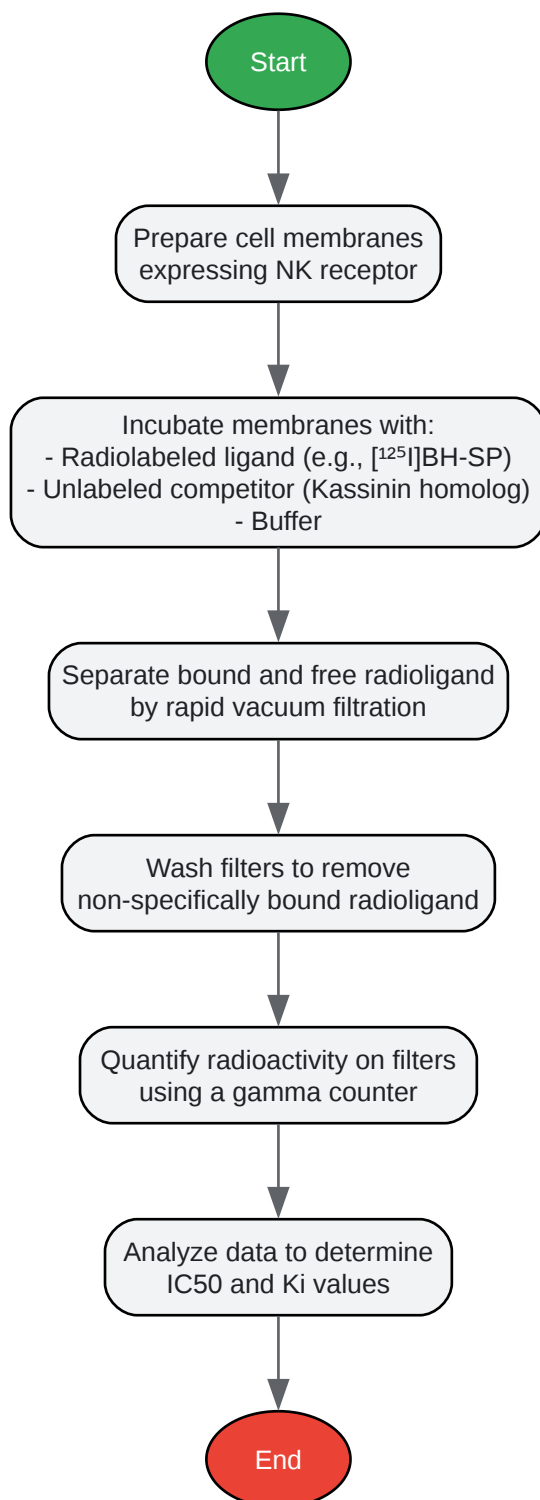 Start
Prepare cell membranes
expressing NK receptor
Incubate membranes with:
- Radiolabeled ligand (e.g., [¹²⁵I]BH-SP)
- Unlabeled competitor (Kassinin homolog)
- Buffer
Separate bound and free radioligand
by rapid vacuum filtration
Wash filters to remove
non-specifically bound radioligand
Quantify radioactivity on filters
using a gamma counter
Analyze data to determine
IC50 and Ki values
End